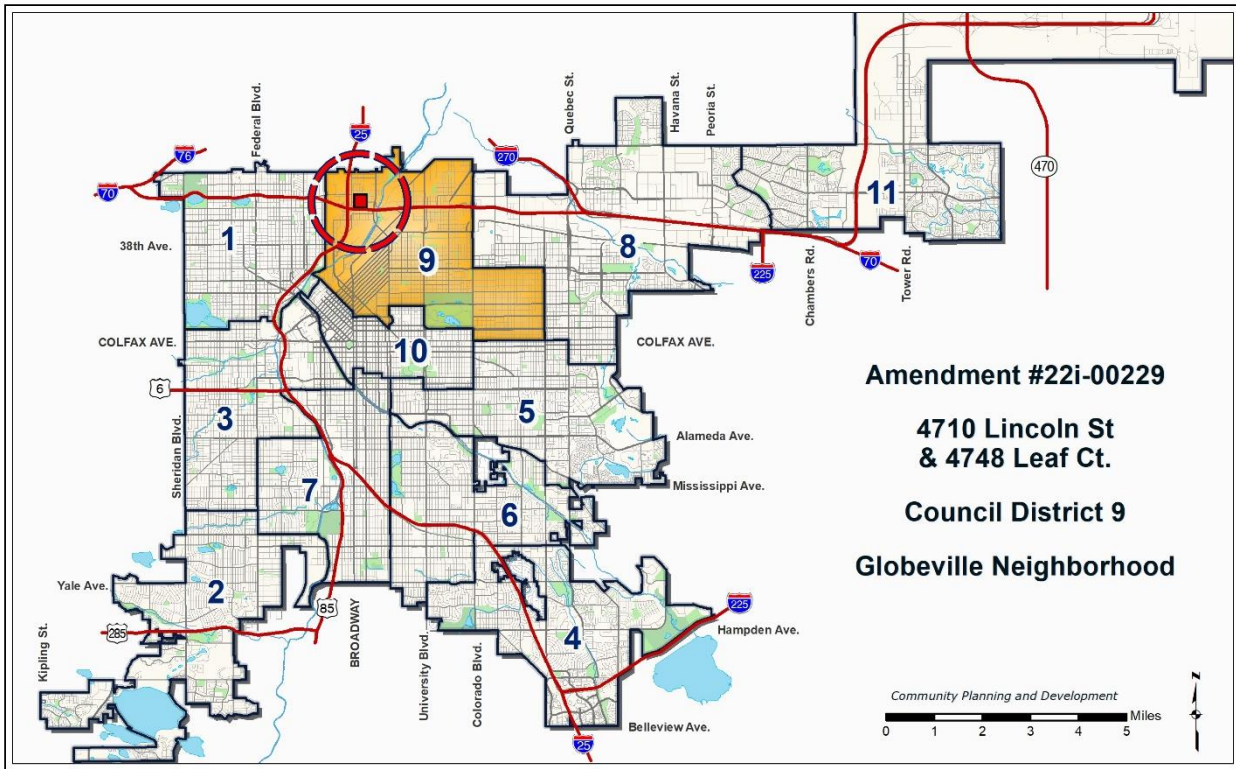 Federal Blvd.
Quebec St.
Havana St.
Peoria St.
25
76
270
70
470
11
1
38th Ave.
8
9
225
70
Chambers Rd.
Tower Rd.
COLFAX AVE.
10
COLFAX AVE.
6
3
5
Sheridan Blvd.
Alameda Ave.
Mississippi Ave.
7
6
Yale Ave.
2
85
285
225
Hampden Ave.
4
Kipling St.
BROADWAY
University Blvd.
Colorado Blvd.
25
Belleview Ave.
Amendment #22i-00229
4710 Lincoln St
& 4748 Leaf Ct.
Council District 9
Globeville Neighborhood
Community Planning and Development
Miles
0 1 2 3 4 5
N